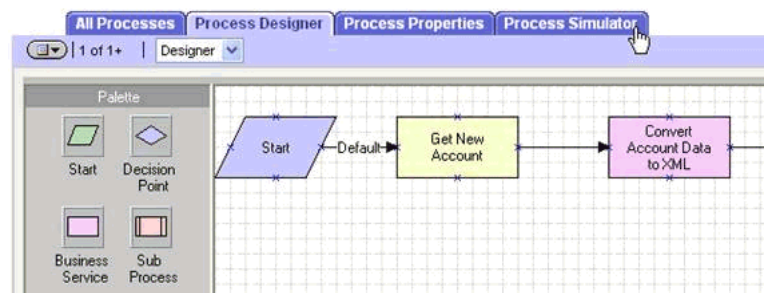 All Processes Process Designer Process Properties Process Simulator
1 of 1+ Designer
Palette
Start
Decision
Point
Business
Service
Sub
Process
Start
Default
Get New
Account
Convert
Account Data
to XML